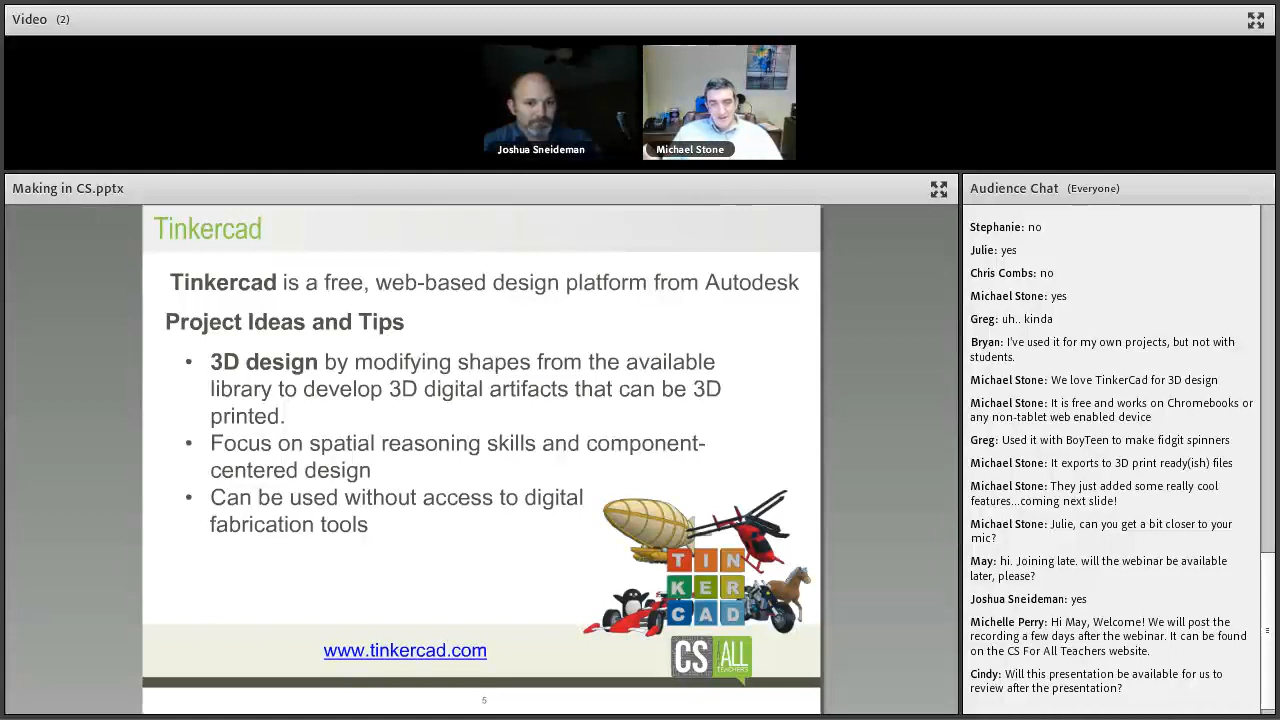 Video (2)
Joshua Sneideman
Michael Stone
Making in CS.pptx
Tinkercad
Tinkercad is a free, web-based design platform from Autodesk
Project Ideas and Tips
• 3D design by modifying shapes from the available
library to develop 3D digital artifacts that can be 3D
printed.
• Focus on spatial reasoning skills and component-
centered design
• Can be used without access to digital
fabrication tools
TIN
KER
CAD
www.tinkercad.com
CS ALL
TEACHERS
5
Audience Chat (Everyone)
Stephanie: no
Julie: yes
Chris Combs: no
Michael Stone: yes
Greg: uh.. kinda
Bryan: I've used it for my own projects, but not with
students.
Michael Stone: We love TinkerCad for 3D design
Michael Stone: It is free and works on Chromebooks or
any non-tablet web enabled device
Greg: Used it with BoyTeen to make fidgit spinners
Michael Stone: It exports to 3D print ready(ish) files
Michael Stone: They just added some really cool
features...coming next slide!
Michael Stone: Julie, can you get a bit closer to your
mic?
May: hi. Joining late. will the webinar be available
later, please?
Joshua Sneideman: yes
Michelle Perry: Hi May, Welcome! We will post the
recording a few days after the webinar. It can be found
on the CS For All Teachers website.
Cindy: Will this presentation be available for us to
review after the presentation?